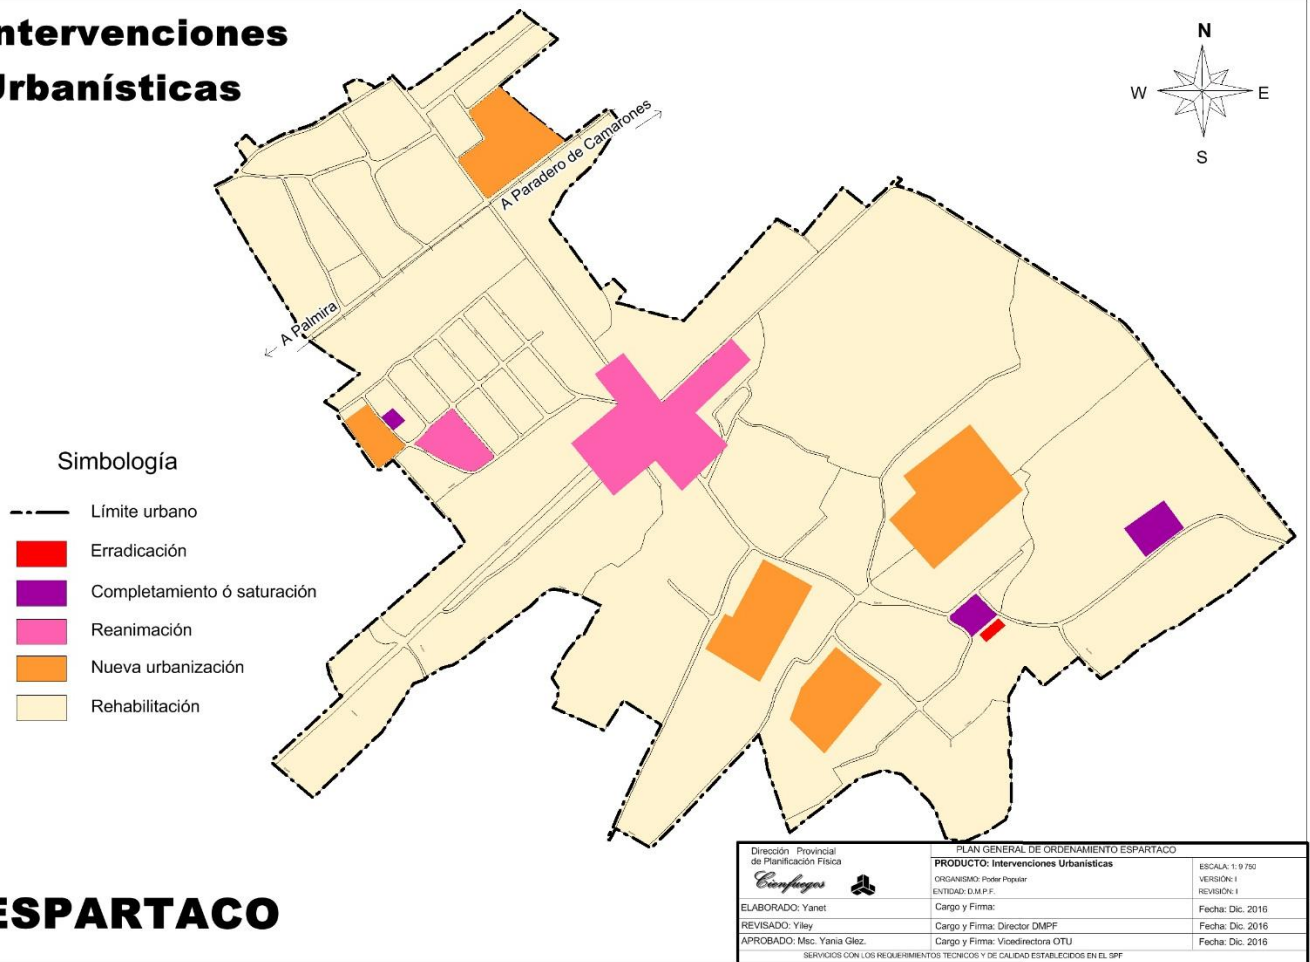 ntervenciones
Urbanísticas
N
W E
S
A Paradero de Camarones
A Palmira
Simbología
Límite urbano
Erradicación
Completamiento ó saturación
Reanimación
Nueva urbanización
Rehabilitación
ESPARTACO
Dirección Provincial
de Planificación Física
Cienfuegos
PLAN GENERAL DE ORDENAMIENTO ESPARTACO
PRODUCTO: Intervenciones Urbanisticas
ORGANISMO: Poder Popular
ENTIDAD: D.M.P.F.
ESCALA: 1: 9 750
VERSIÓN: I
REVISIÓN: I
ELABORADO: Yanet
Cargo y Firma:
Fecha: Dic. 2016
REVISADO: Yiley
Cargo y Firma: Director DMPF
Fecha: Dic. 2016
APROBADO: Msc. Yania Glez.
Cargo y Firma: Vicedirectora OTU
Fecha: Dic. 2016
SERVICIOS CON LOS REQUERIMIENTOS TECNICOS Y DE CALIDAD ESTABLECIDOS EN EL SPF